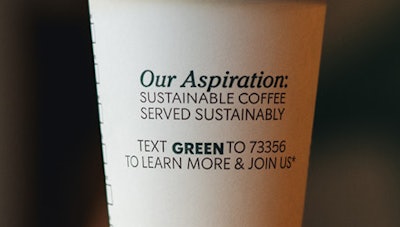 Our Aspiration:
SUSTAINABLE COFFEE
SERVED SUSTAINABLY
TEXT GREEN TO 73356
TO LEARN MORE & JOIN US*